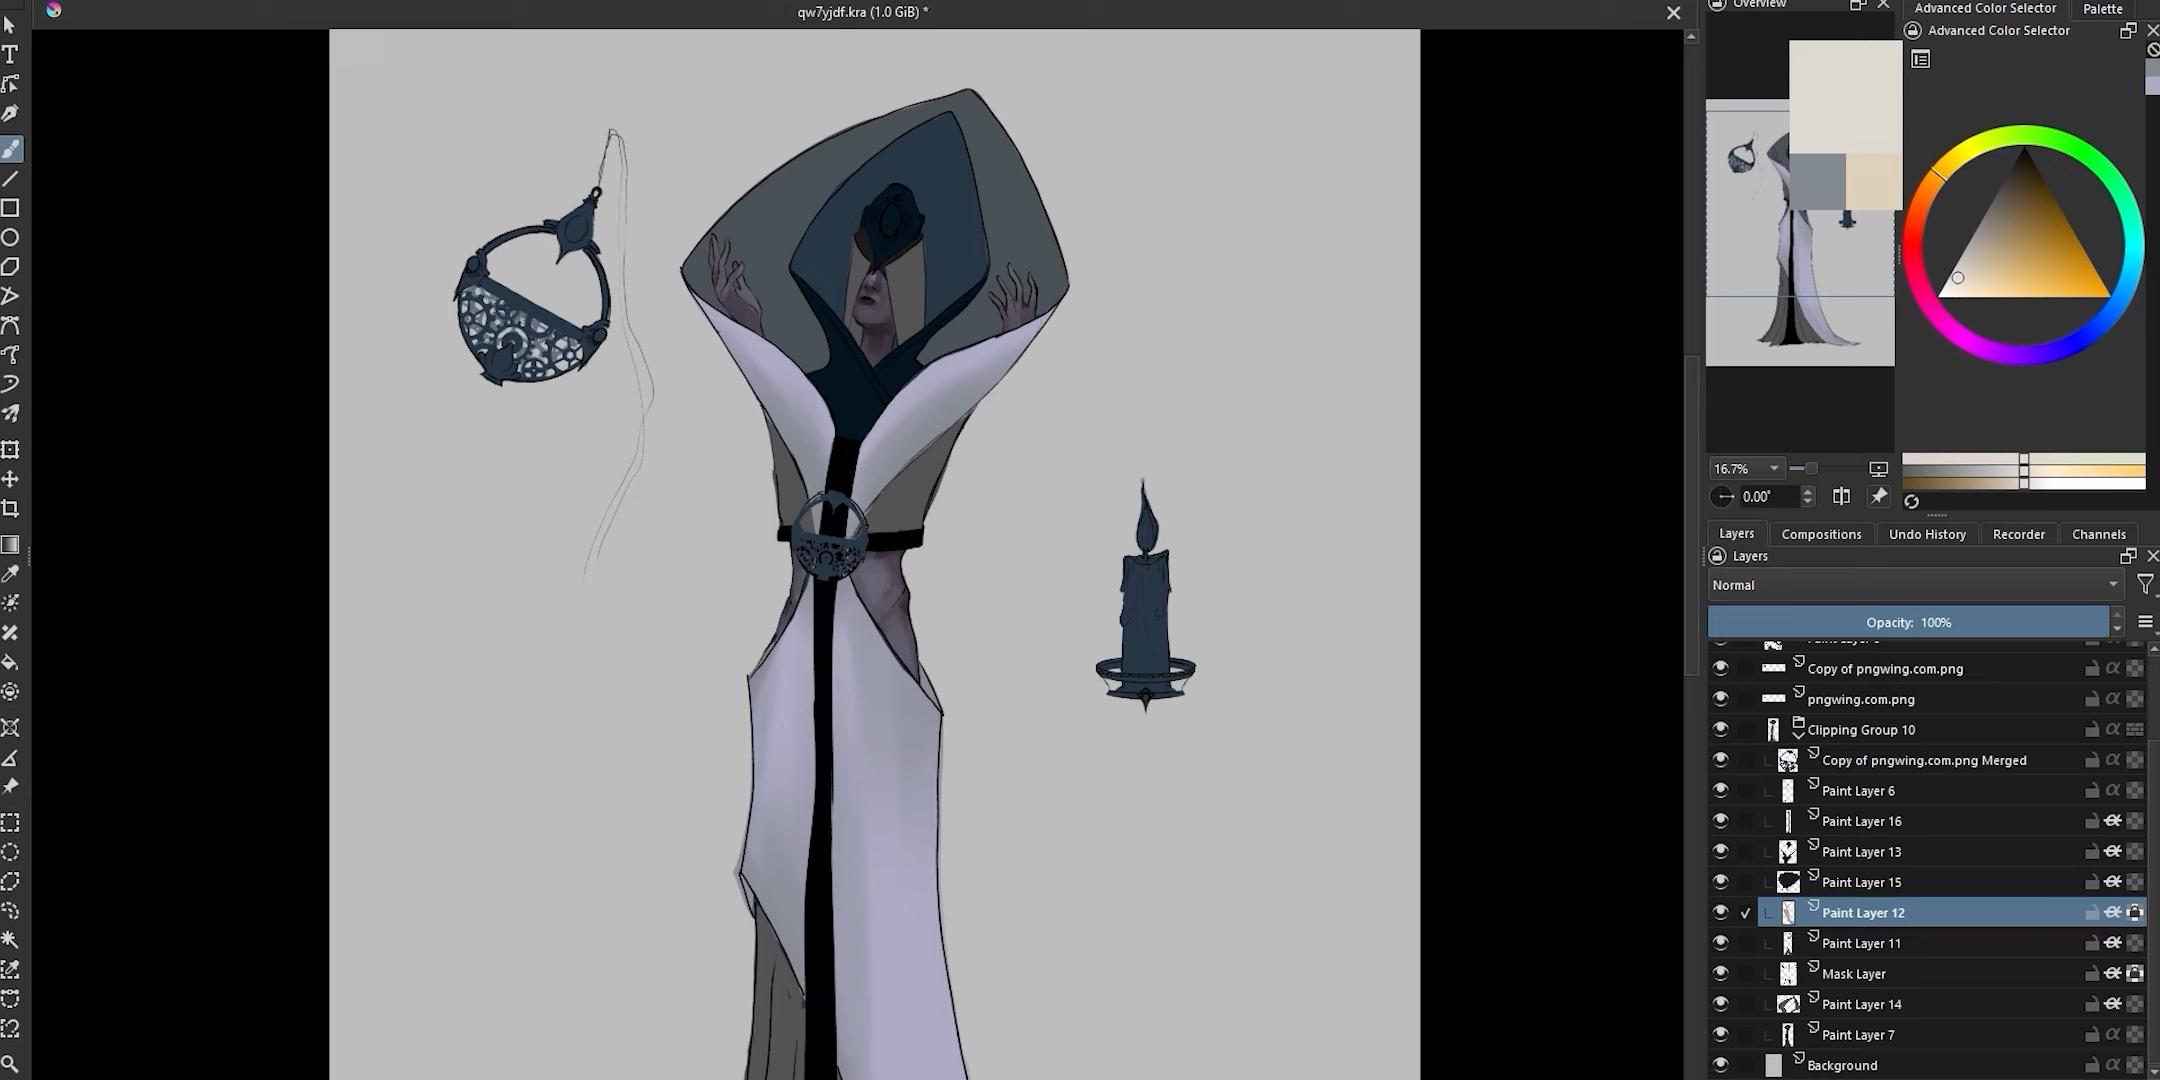 qw7yjdf.kra (1.0 GiB) *
Overview
Advanced Color Selector
Palette
Advanced Color Selector
16.7%
0.00°
Layers
Compositions
Undo History
Recorder
Channels
Layers
Normal
Opacity: 100%
Copy of pngwing.com.png
pngwing.com.png
Clipping Group 10
Copy of pngwing.com.png Merged
Paint Layer 6
Paint Layer 16
Paint Layer 13
Paint Layer 15
Paint Layer 12
Paint Layer 11
Mask Layer
Paint Layer 14
Paint Layer 7
Background